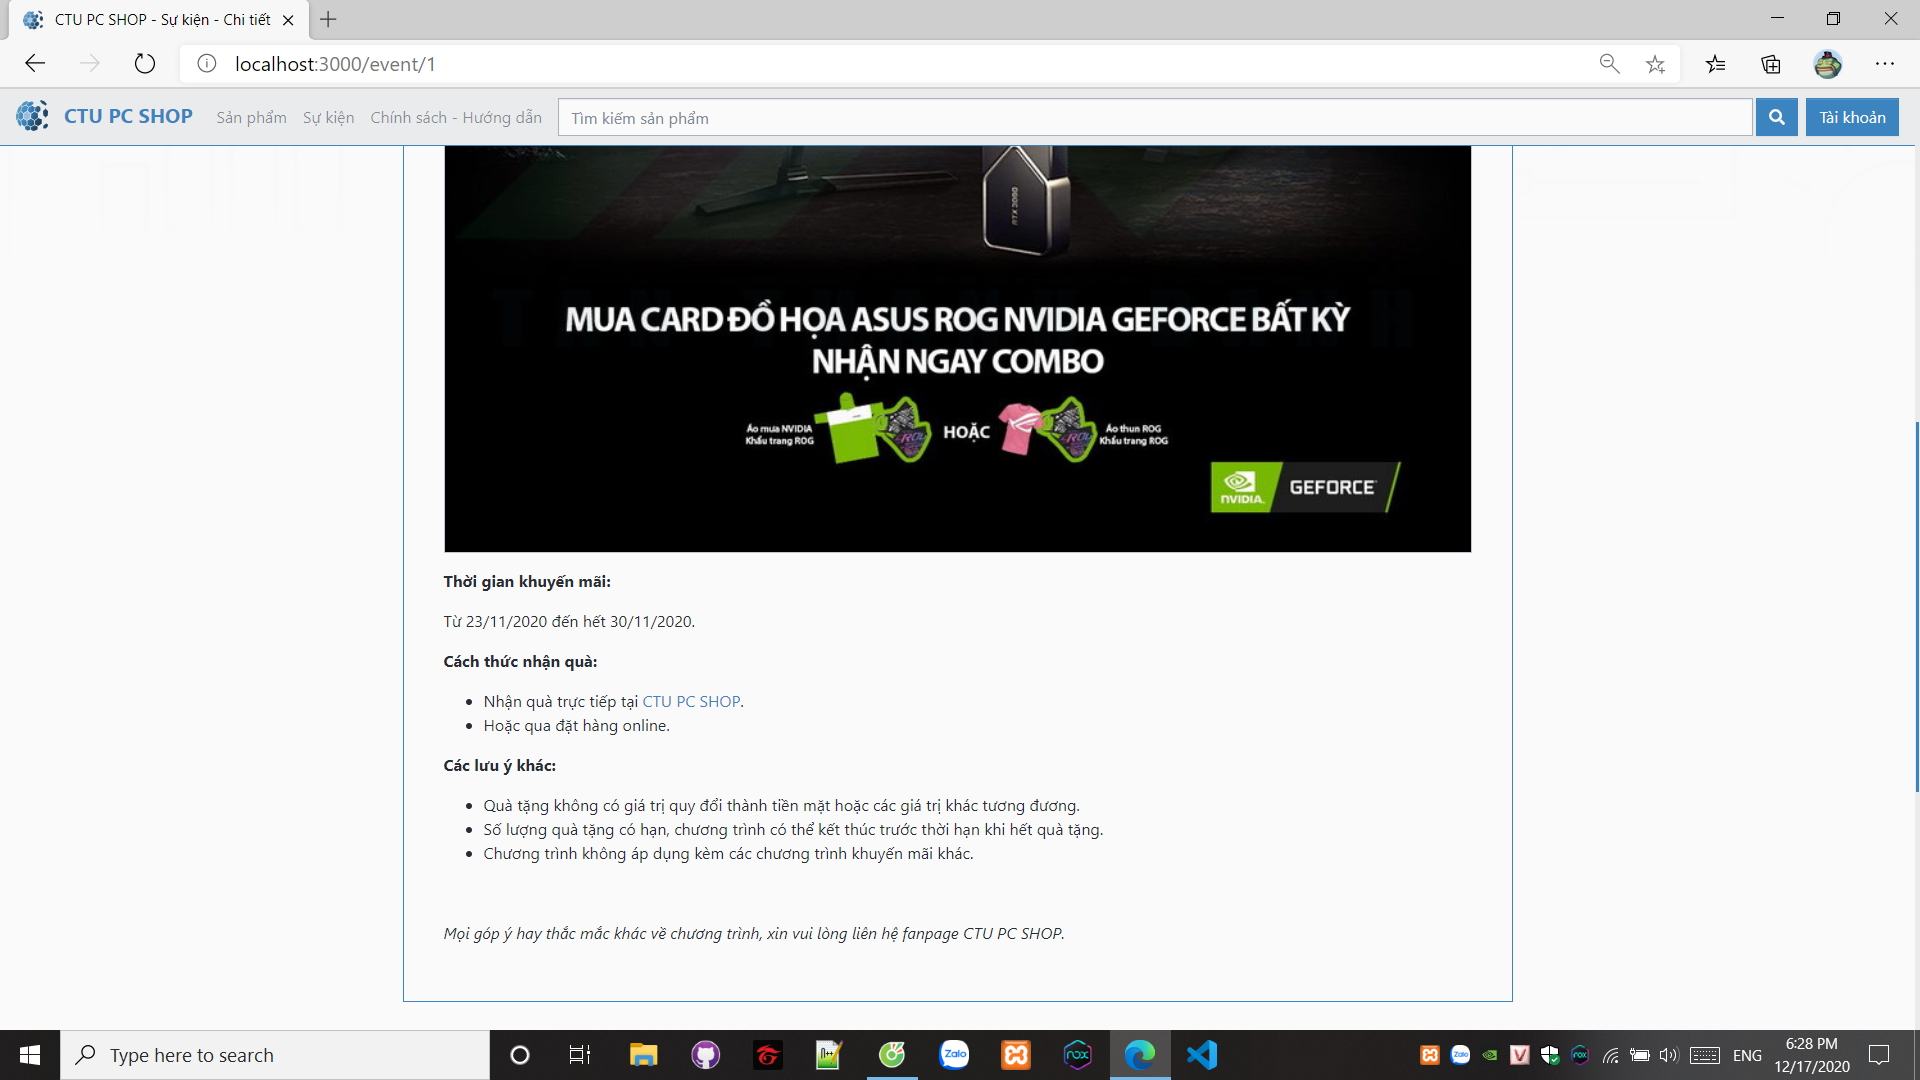 CTU PC SHOP - Sự kiện - Chi tiết
localhost:3000/event/1
CTU PC SHOP
Sản phẩm
Sự kiện
Chính sách - Hướng dẫn
Tìm kiếm sản phẩm
Tài khoản
RTX 3080
MUA CARD ĐỒ HỌA ASUS ROG NVIDIA GEFORCE BẤT KỲ
NHẬN NGAY COMBO
Áo mưa NVIDIA
Khẩu trang ROG
HOẶC
Áo thun ROG
Khẩu trang ROG
NVIDIA.
GEFORCE
Thời gian khuyến mãi:
Từ 23/11/2020 đến hết 30/11/2020.
Cách thức nhận quà:
Nhận quà trực tiếp tại CTU PC SHOP.
Hoặc qua đặt hàng online.
Các lưu ý khác:
Quà tặng không có giá trị quy đổi thành tiền mặt hoặc các giá trị khác tương đương.
Số lượng quà tặng có hạn, chương trình có thể kết thúc trước thời hạn khi hết quà tặng.
Chương trình không áp dụng kèm các chương trình khuyến mãi khác.
Mọi góp ý hay thắc mắc khác về chương trình, xin vui lòng liên hệ fanpage CTU PC SHOP.
Type here to search
Zalo
nox
ENG
6:28 PM
12/17/2020